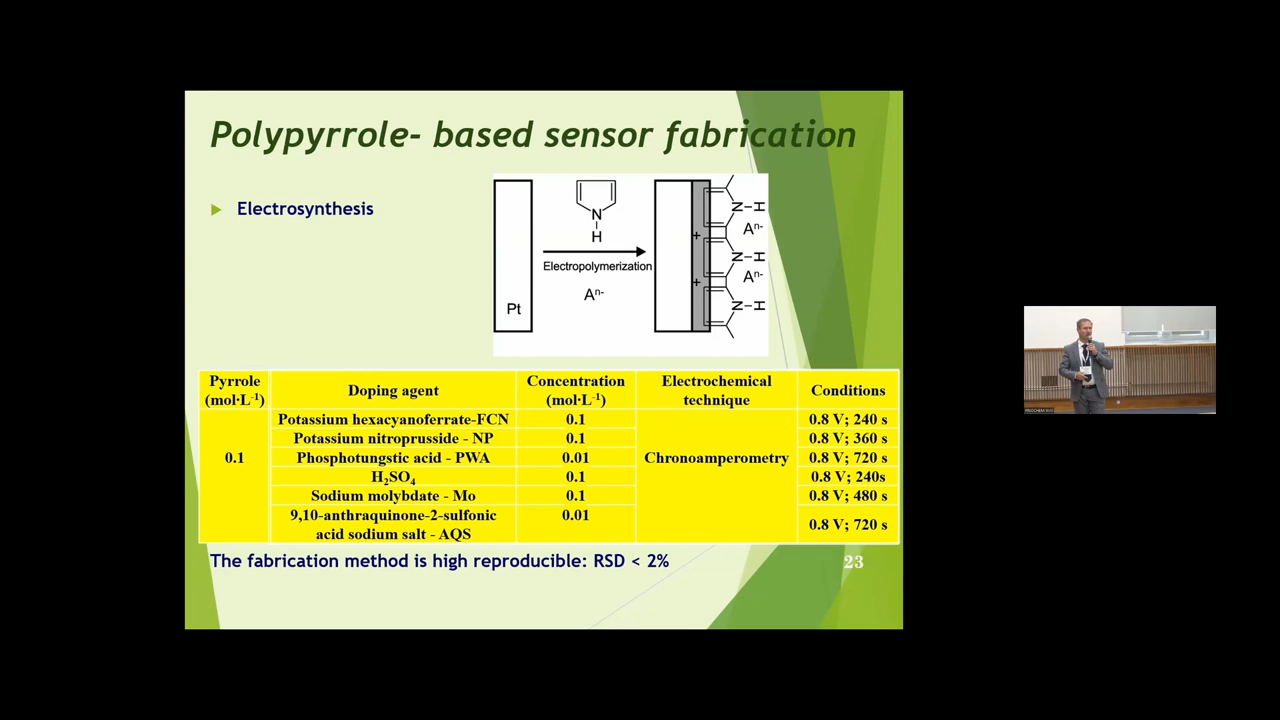 Polypyrrole- based sensor fabrication
Electrosynthesis
N
H
Electropolymerization
Aⁿ⁻
Pt
+
+
N-H
Aⁿ⁻
N-H
Aⁿ⁻
N-H
Pyrrole (mol·L⁻¹) Doping agent Concentration (mol·L⁻¹) Electrochemical technique Conditions
Potassium hexacyanoferrate-FCN 0.1 0.8 V; 240 s
Potassium nitroprusside - NP 0.1 0.8 V; 360 s
0.1 Phosphotungstic acid - PWA 0.01 Chronoamperometry 0.8 V; 720 s
H₂SO₄ 0.1 0.8 V; 240s
Sodium molybdate - Mo 0.1 0.8 V; 480 s
9,10-anthraquinone-2-sulfonic 0.01
acid sodium salt - AQS 0.8 V; 720 s
The fabrication method is high reproducible: RSD < 2%
23